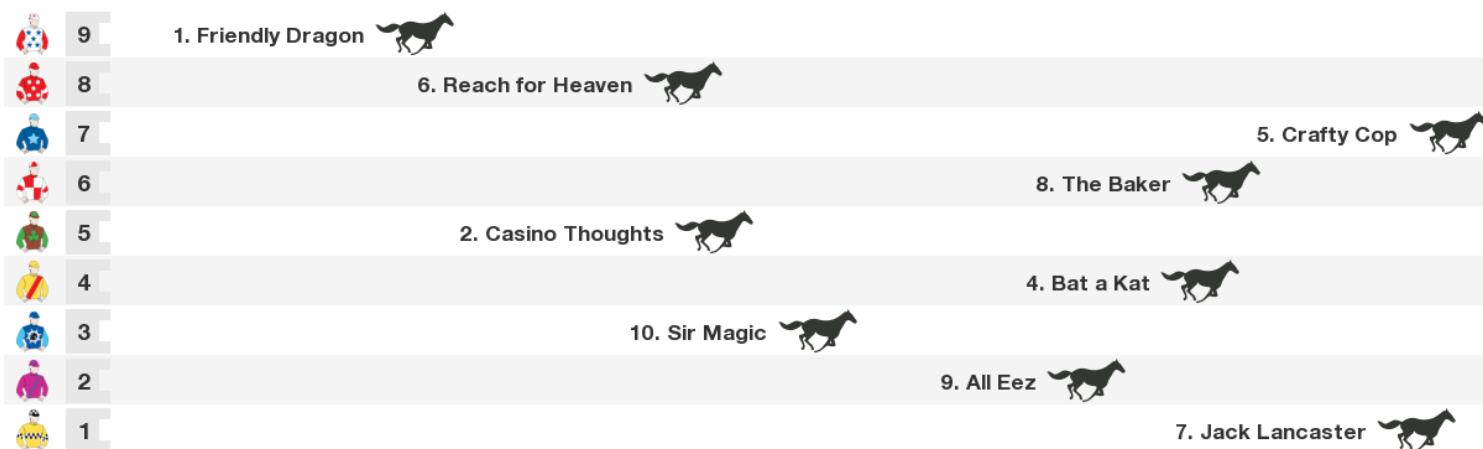 9 1. Friendly Dragon
8 6. Reach for Heaven
7 5. Crafty Cop
6 8. The Baker
5 2. Casino Thoughts
4 4. Bat a Kat
3 10. Sir Magic
2 9. All Eez
1 7. Jack Lancaster